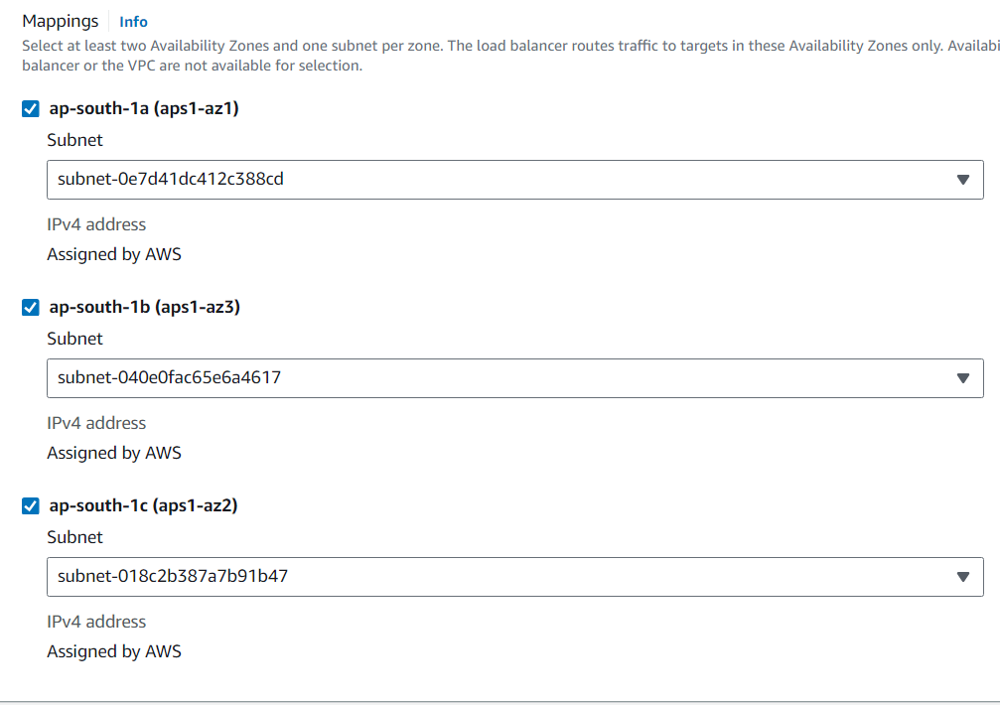 Mappings Info
Select at least two Availability Zones and one subnet per zone. The load balancer routes traffic to targets in these Availability Zones only. Availabi
balancer or the VPC are not available for selection.
ap-south-1a (aps1-az1)
Subnet
subnet-0e7d41dc412c388cd
IPv4 address
Assigned by AWS
ap-south-1b (aps1-az3)
Subnet
subnet-040e0fac65e6a4617
IPv4 address
Assigned by AWS
ap-south-1c (aps1-az2)
Subnet
subnet-018c2b387a7b91b47
IPv4 address
Assigned by AWS